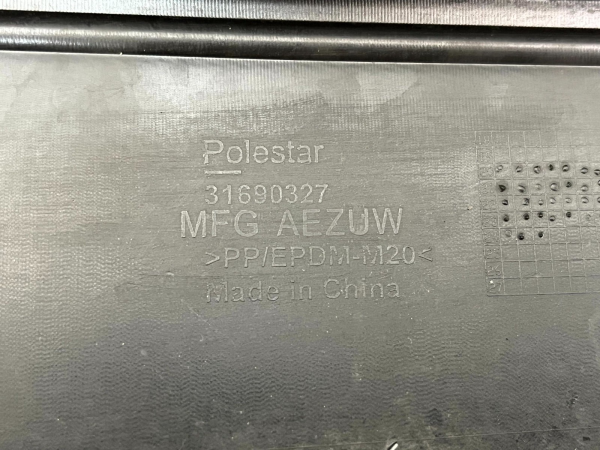 Polestar
31690327
MFG AEZUW
>PP/EPDM-M20<
Made in China